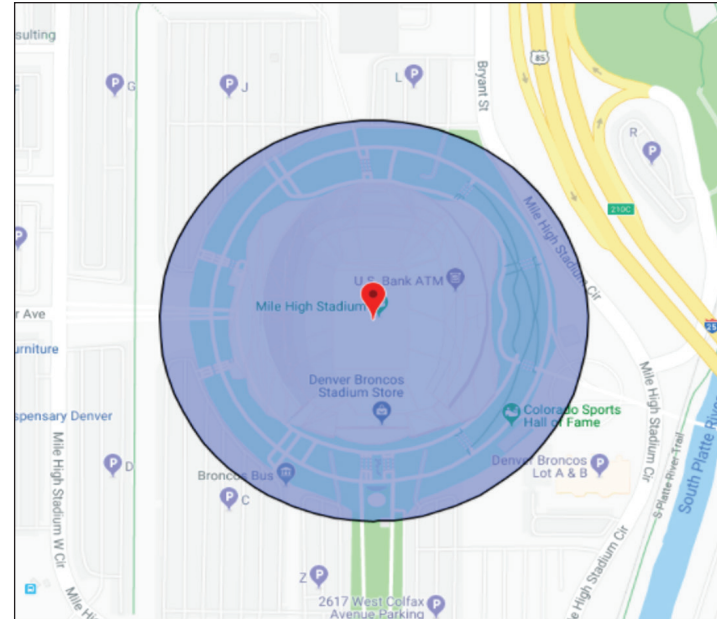 sulting
G
J
L
85
Bryant St
R
210C
Mile High Stadium Cir
U.S. Bank ATM
Mile High Stadium
r Ave
25
urniture
Denver Broncos
Stadium Store
Colorado Sports
Hall of Fame
spensary Denver
Mile High Stadium W Cir
D
Broncos Bus
C
Denver Broncos
Lot A & B
Mile High Stadium Cir
S Platte River Trail
South Platte River
Z
2617 West Colfax
Avenue Parking
Mile Hi
e High Stadium Cir